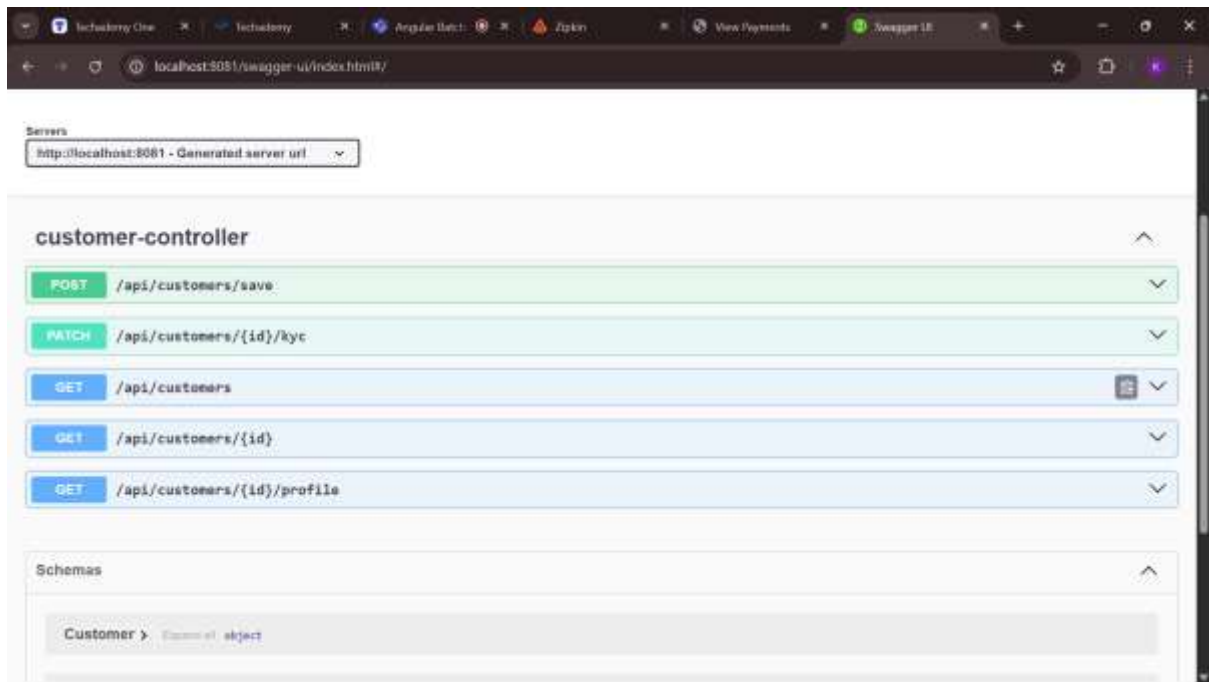 Techademy One
Techademy
Angular Batch:
Zipkin
View Payments
Swagger UI
localhost:8081/swagger-ui/index.html#/
K
Servers
http://localhost:8081 - Generated server url
customer-controller
POST /api/customers/save
PATCH /api/customers/{id}/kyc
GET /api/customers
GET /api/customers/{id}
GET /api/customers/{id}/profile
Schemas
Customer Expand all object